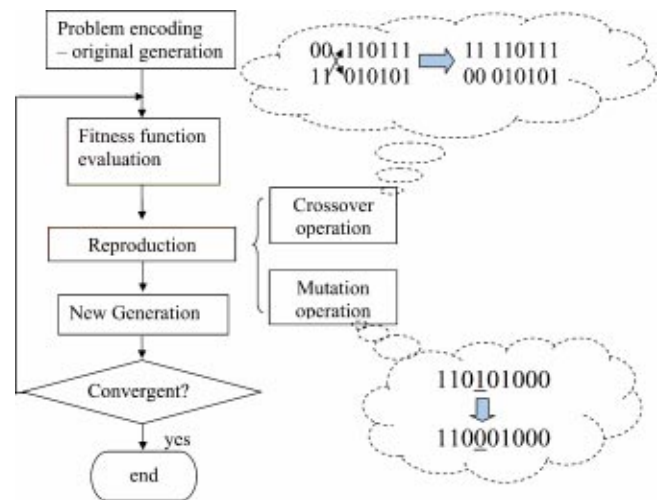 Problem encoding
– original generation
Fitness function
evaluation
Reproduction
New Generation
Convergent?
yes
end
Crossover
operation
Mutation
operation
00 110111
11 010101
11 110111
00 010101
110101000
110001000